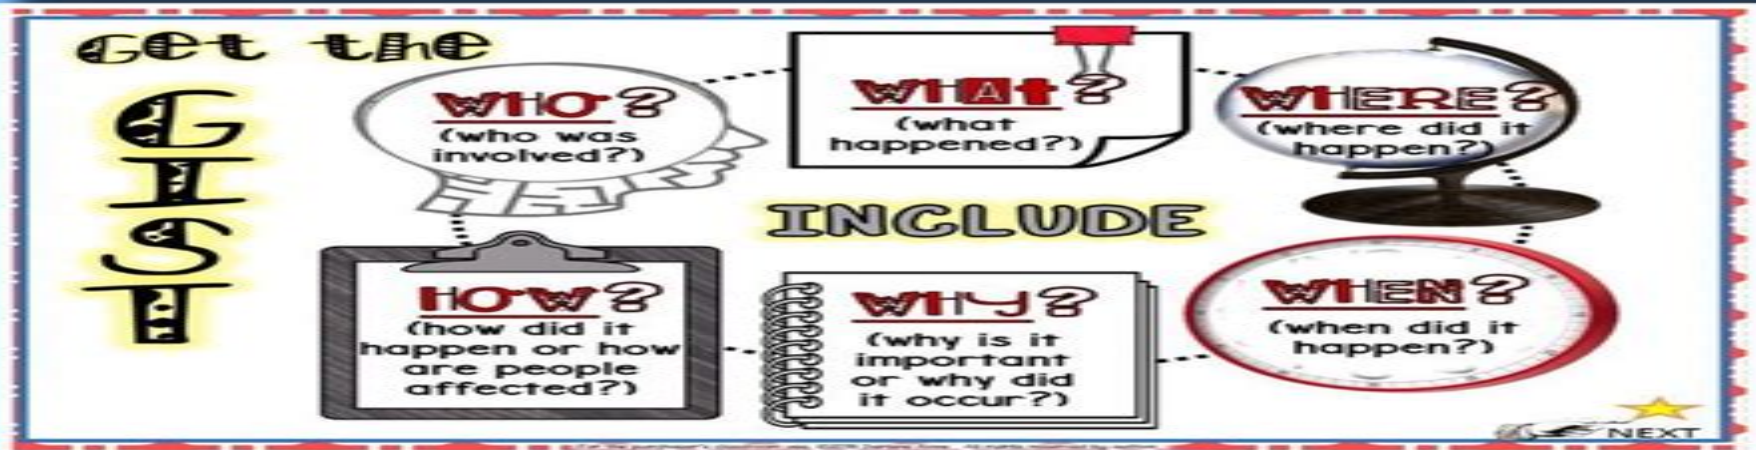 Get the
GIST
WHO?
(who was
involved?)
WHAt?
(what
happened?)
WHERE?
(where did it
happen?)
INCLUDE
HOW?
(how did it
happen or how
are people
affected?)
WHY?
(why is it
important
or why did
it occur?)
WHEN?
(when did it
happen?)
NEXT